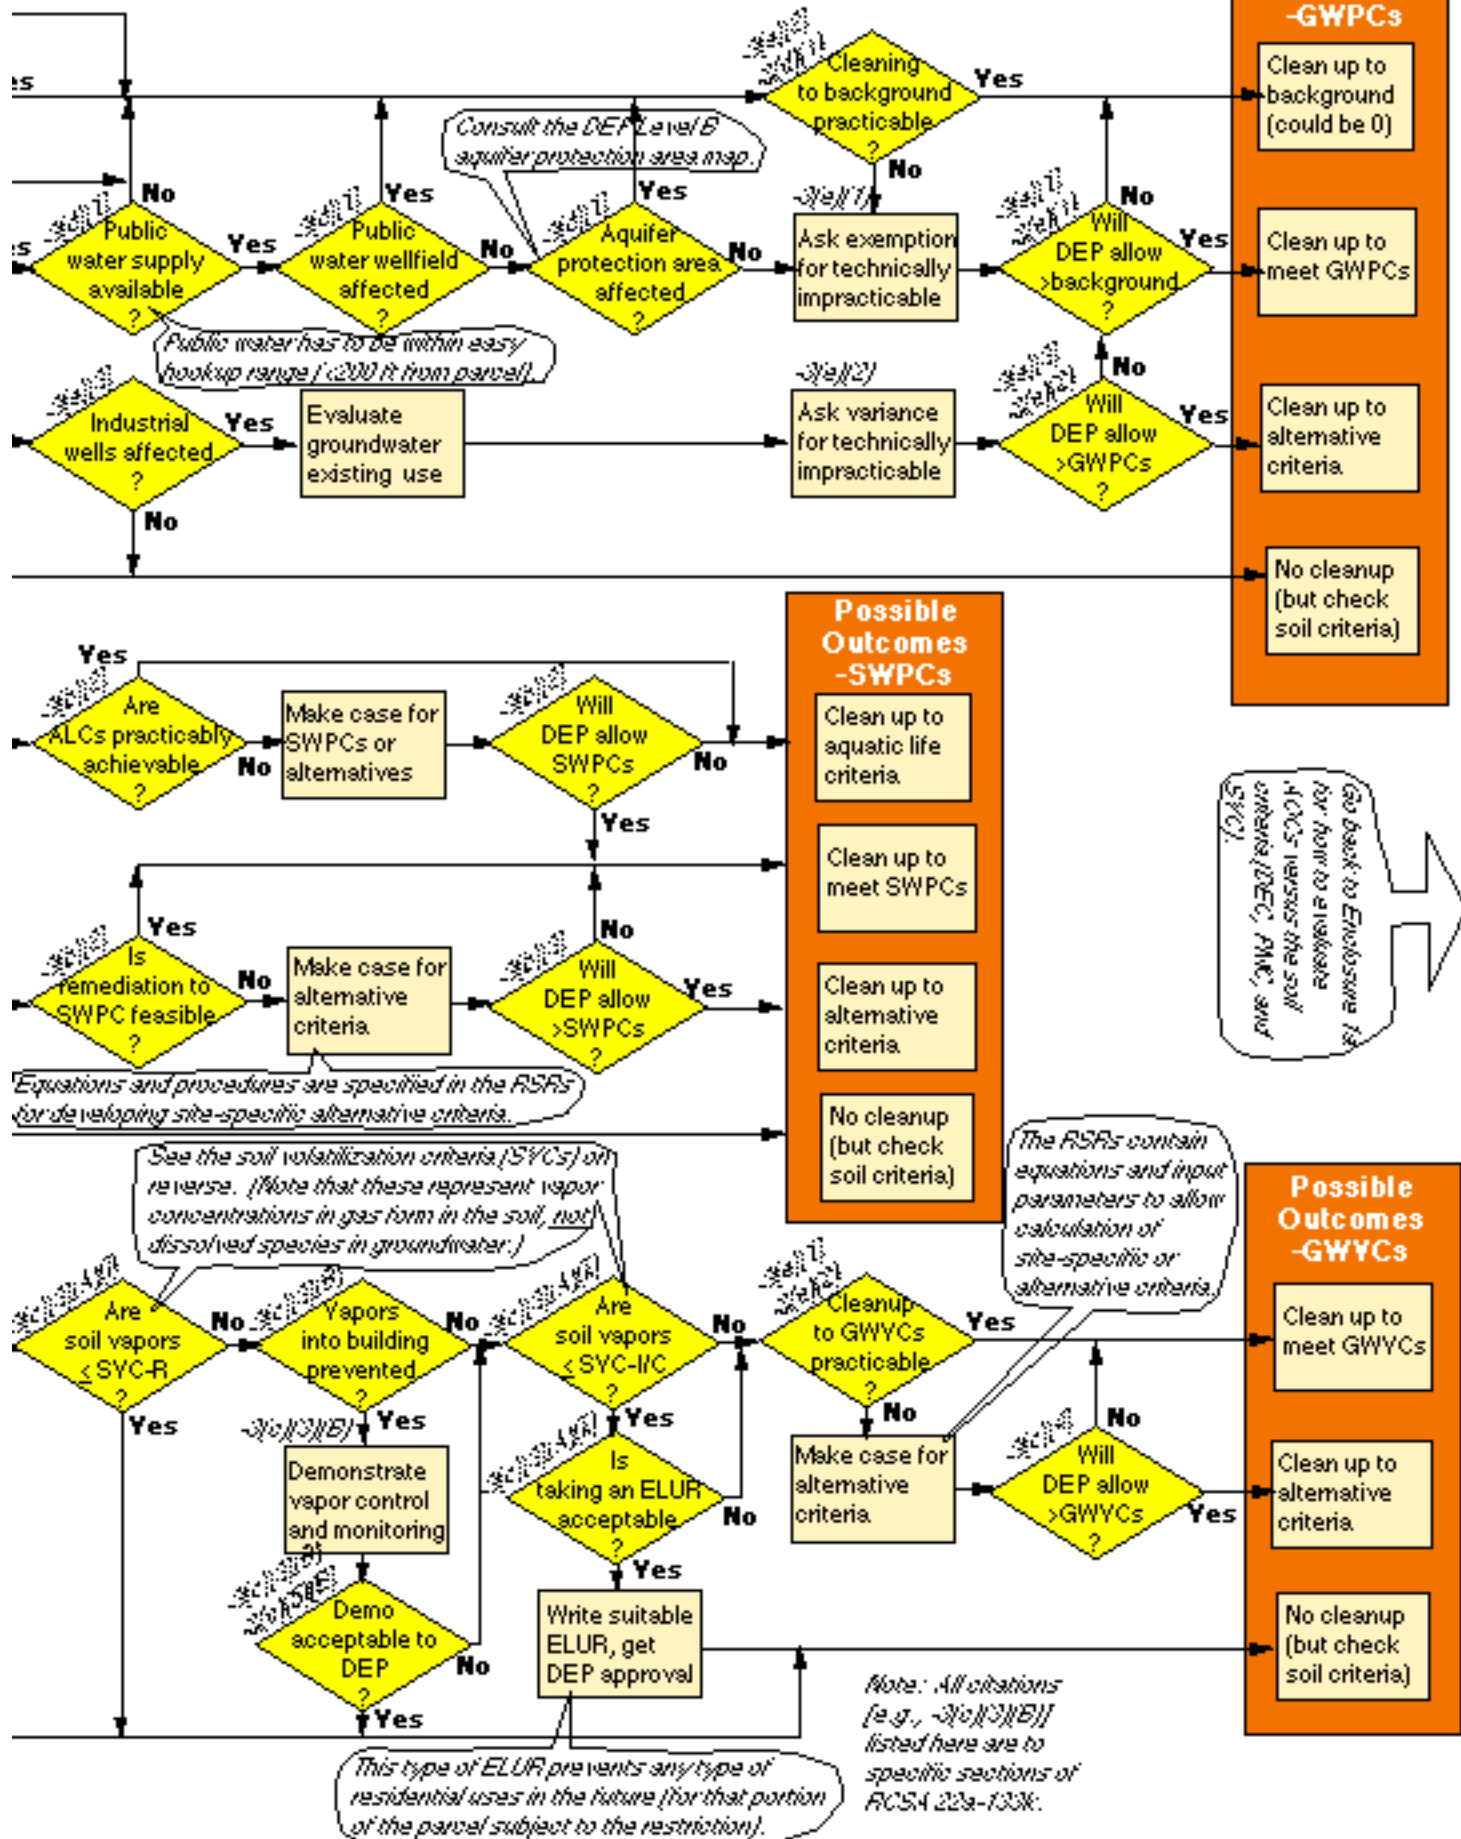 -GWPCs
Cleaning
to background
practicable
?
Yes
No
Clean up to
background
(could be 0)
es
Consult the DEP Level B
aquifer protection area map.
No
Public
water supply
available
?
Yes
Yes
Public
water wellfield
affected
?
No
Yes
Aquifer
protection area
affected
?
No
-3(e)(1)
Ask exemption
for technically
impracticable
No
Will
DEP allow
>background
?
Yes
Clean up to
meet GWPCs
Public water has to be within easy
hookup range (<200 ft from parcel).
Industrial
wells affected
?
Yes
No
Evaluate
groundwater
existing use
-3(e)(2)
Ask variance
for technically
impracticable
No
Will
DEP allow
>GWPCs
?
Yes
Clean up to
alternative
criteria
No cleanup
(but check
soil criteria)
Possible
Outcomes
-SWPCs
Yes
Are
ALCs practicably
achievable
?
No
Make case for
SWPCs or
alternatives
Will
DEP allow
SWPCs
?
No
Yes
Clean up to
aquatic life
criteria
Clean up to
meet SWPCs
Yes
Is
remediation to
SWPC feasible
?
No
Make case for
alternative
criteria
No
Will
DEP allow
>SWPCs
?
Yes
Clean up to
alternative
criteria
Equations and procedures are specified in the RSRs
for developing site-specific alternative criteria.
No cleanup
(but check
soil criteria)
Go back to Enclosure 1a
for how to evaluate
AOCs versus the soil
criteria (DEC, PMC, and
SVC).
See the soil volatilization criteria (SVCs) on
reverse. (Note that these represent vapor
concentrations in gas form in the soil, not
dissolved species in groundwater.)
The RSRs contain
equations and input
parameters to allow
calculation of
site-specific or
alternative criteria.
Possible
Outcomes
-GWVCs
Are
soil vapors
≤ SVC-R
?
No
Yes
Vapors
into building
prevented
?
No
Yes
Are
soil vapors
≤ SVC-I/C
?
No
Yes
Cleanup
to GWVCs
practicable
?
Yes
No
Clean up to
meet GWVCs
-3(c)(3)(B)
Demonstrate
vapor control
and monitoring
Is
taking an ELUR
acceptable
?
No
Yes
Make case for
alternative
criteria
No
Will
DEP allow
>GWVCs
?
Yes
Clean up to
alternative
criteria
Demo
acceptable to
DEP
?
No
Yes
Write suitable
ELUR, get
DEP approval
No cleanup
(but check
soil criteria)
Note: All citations
[e.g., -3(c)(3)(B)]
listed here are to
specific sections of
RCSA 22a-133k.
This type of ELUR prevents any type of
residential uses in the future (for that portion
of the parcel subject to the restriction).